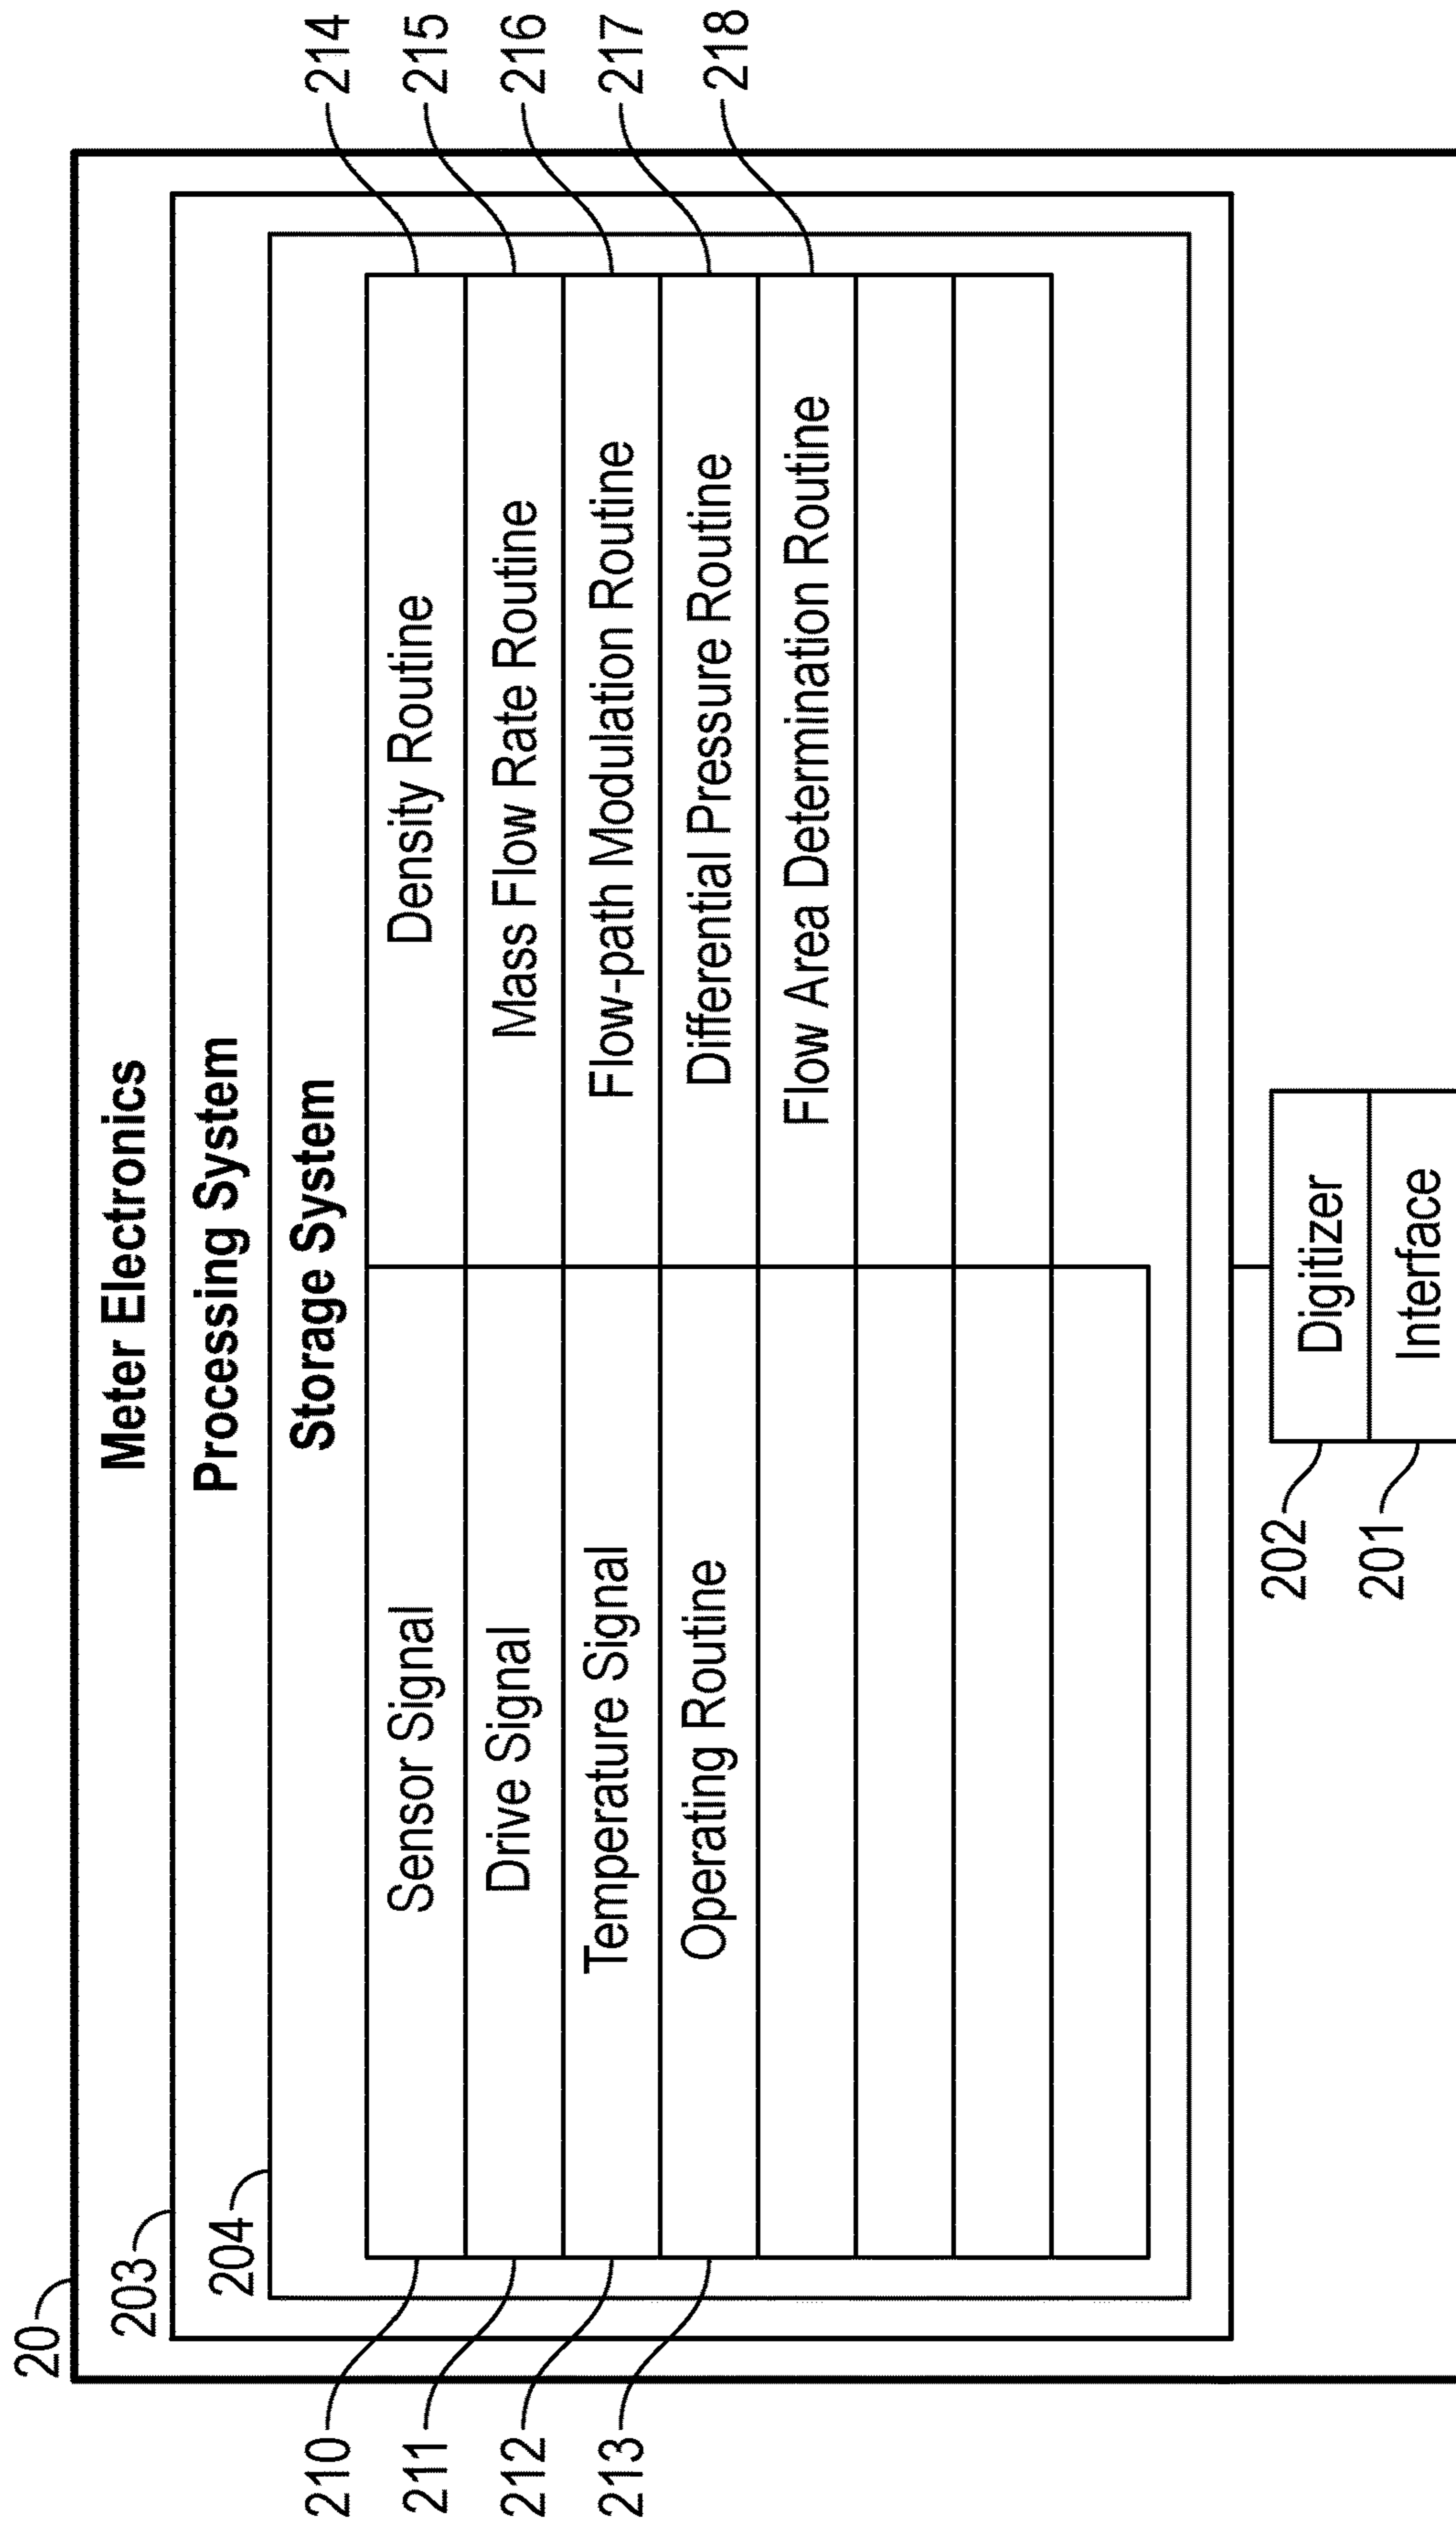 20
Meter Electronics
203
Processing System
204
Storage System
210
Sensor Signal
Density Routine
214
211
Drive Signal
Mass Flow Rate Routine
215
212
Temperature Signal
Flow-path Modulation Routine
216
213
Operating Routine
Differential Pressure Routine
217
Flow Area Determination Routine
218
202
Digitizer
201
Interface